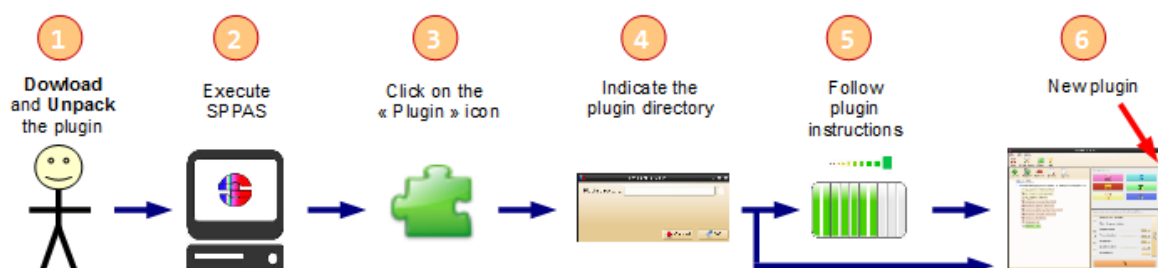 1
Dowload
and Unpack
the plugin
2
Execute
SPPAS
3
Click on the
« Plugin » icon
4
Indicate the
plugin directory
5
Follow
plugin
instructions
6
New plugin